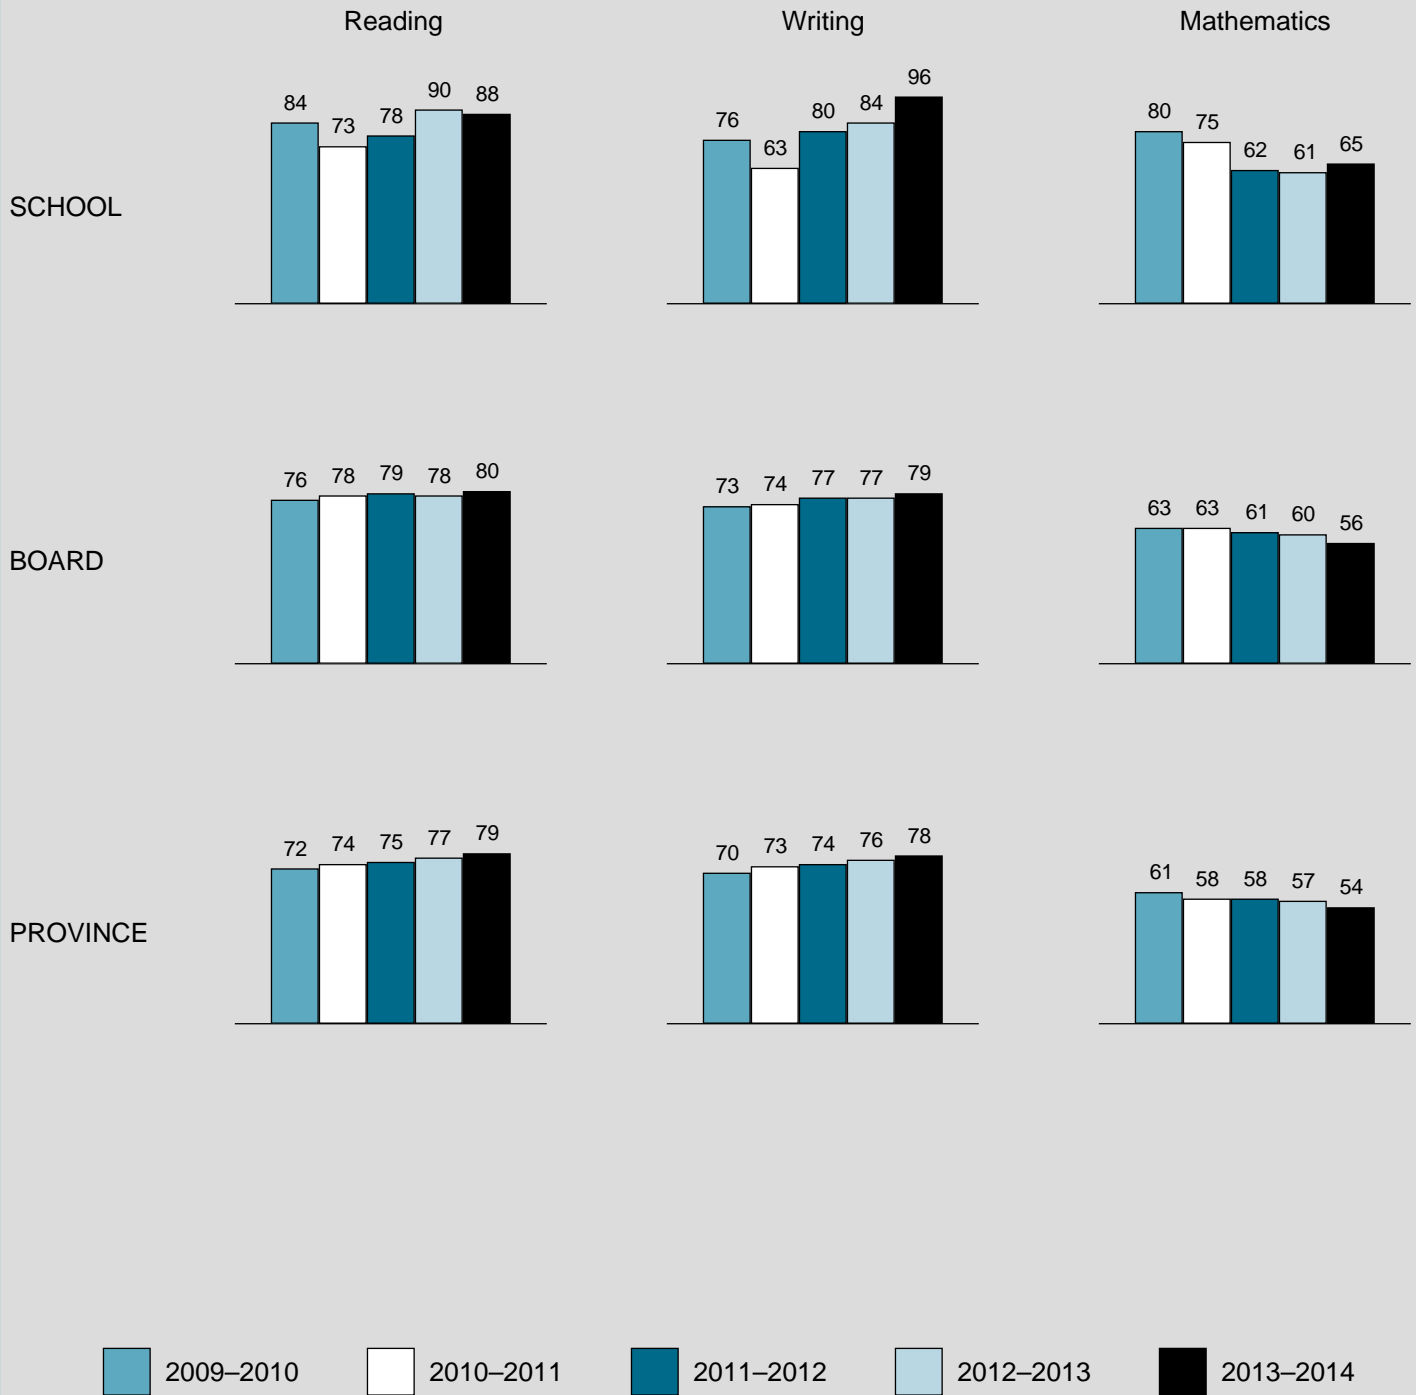 Reading Writing Mathematics
84 73 78 90 88 76 63 80 84 96 80 75 62 61 65
SCHOOL
76 78 79 78 80 73 74 77 77 79 63 63 61 60 56
BOARD
72 74 75 77 79 70 73 74 76 78 61 58 58 57 54
PROVINCE
2009–2010 2010–2011 2011–2012 2012–2013 2013–2014